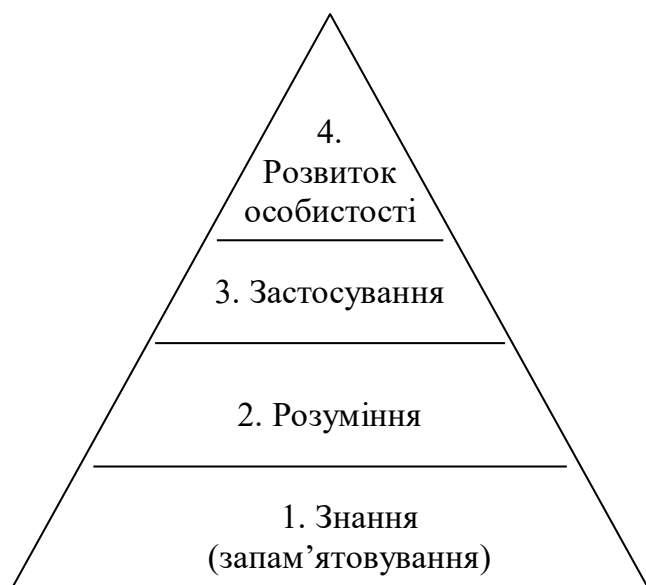 4.
Розвиток
особистості
3. Застосування
2. Розуміння
1. Знання
(запам’ятовування)